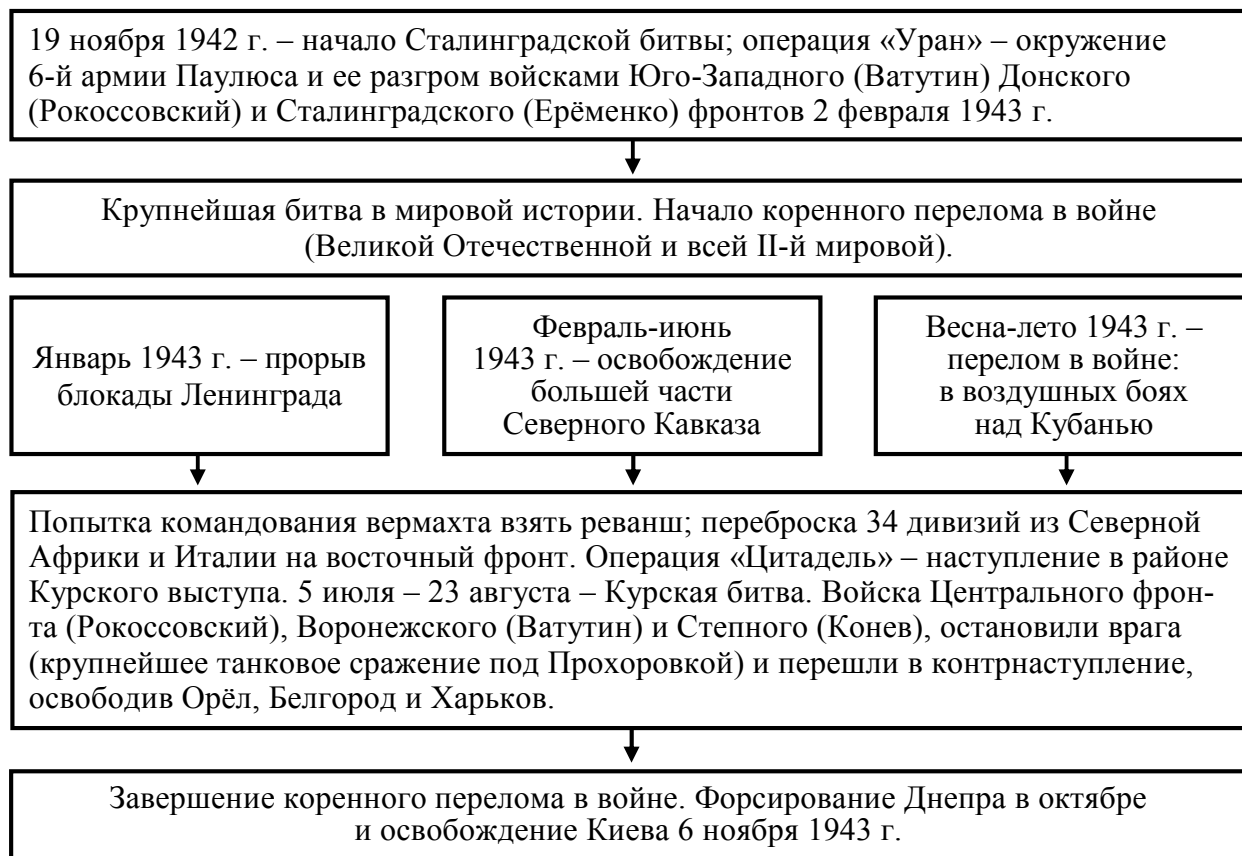 19 ноября 1942 г. – начало Сталинградской битвы; операция «Уран» – окружение
6-й армии Паулюса и ее разгром войсками Юго-Западного (Ватутин) Донского
(Рокоссовский) и Сталинградского (Ерёменко) фронтов 2 февраля 1943 г.
Крупнейшая битва в мировой истории. Начало коренного перелома в войне
(Великой Отечественной и всей II-й мировой).
Январь 1943 г. – прорыв
блокады Ленинграда
Февраль-июнь
1943 г. – освобождение
большей части
Северного Кавказа
Весна-лето 1943 г. –
перелом в войне:
в воздушных боях
над Кубанью
Попытка командования вермахта взять реванш; переброска 34 дивизий из Северной
Африки и Италии на восточный фронт. Операция «Цитадель» – наступление в районе
Курского выступа. 5 июля – 23 августа – Курская битва. Войска Центрального фрон-
та (Рокоссовский), Воронежского (Ватутин) и Степного (Конев), остановили врага
(крупнейшее танковое сражение под Прохоровкой) и перешли в контрнаступление,
освободив Орёл, Белгород и Харьков.
Завершение коренного перелома в войне. Форсирование Днепра в октябре
и освобождение Киева 6 ноября 1943 г.